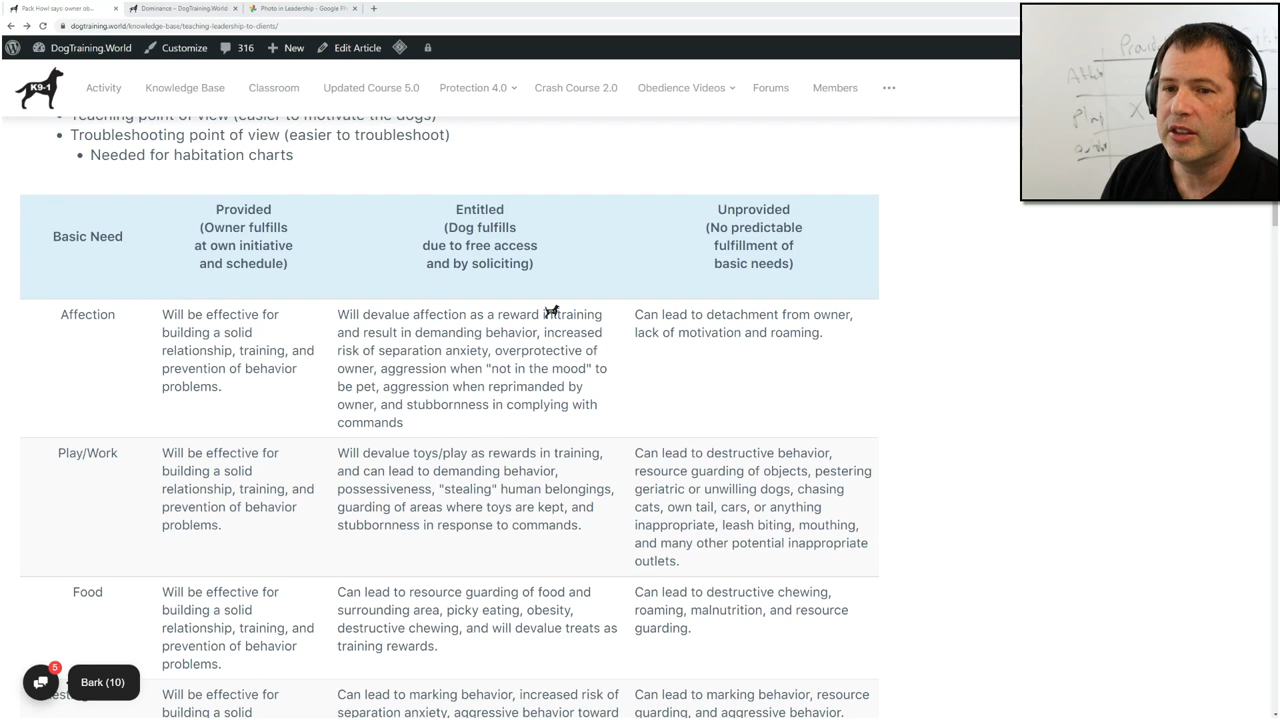 Pack Howl says: owner ob...
Dominance – DogTraining.World
Photo in Leadership - Google Ph
dogtraining.world/knowledge-base/teaching-leadership-to-clients/
DogTraining.World
Customize
316
New
Edit Article
K9-1
Activity
Knowledge Base
Classroom
Updated Course 5.0
Protection 4.0
Crash Course 2.0
Obedience Videos
Forums
Members
Teaching point of view (easier to motivate the dogs)
Troubleshooting point of view (easier to troubleshoot)
Needed for habitation charts
Basic Need
Provided
(Owner fulfills
at own initiative
and schedule)
Entitled
(Dog fulfills
due to free access
and by soliciting)
Unprovided
(No predictable
fulfillment of
basic needs)
Affection
Will be effective for
building a solid
relationship, training, and
prevention of behavior
problems.
Will devalue affection as a reward in training
and result in demanding behavior, increased
risk of separation anxiety, overprotective of
owner, aggression when "not in the mood" to
be pet, aggression when reprimanded by
owner, and stubbornness in complying with
commands
Can lead to detachment from owner,
lack of motivation and roaming.
Play/Work
Will be effective for
building a solid
relationship, training, and
prevention of behavior
problems.
Will devalue toys/play as rewards in training,
and can lead to demanding behavior,
possessiveness, "stealing" human belongings,
guarding of areas where toys are kept, and
stubbornness in response to commands.
Can lead to destructive behavior,
resource guarding of objects, pestering
geriatric or unwilling dogs, chasing
cats, own tail, cars, or anything
inappropriate, leash biting, mouthing,
and many other potential inappropriate
outlets.
Food
Will be effective for
building a solid
relationship, training, and
prevention of behavior
problems.
Can lead to resource guarding of food and
surrounding area, picky eating, obesity,
destructive chewing, and will devalue treats as
training rewards.
Can lead to destructive chewing,
roaming, malnutrition, and resource
guarding.
Will be effective for
building a solid
Can lead to marking behavior, increased risk of
separation anxiety, aggressive behavior toward
Can lead to marking behavior, resource
guarding, and aggressive behavior.
5
Bark (10)
Play X